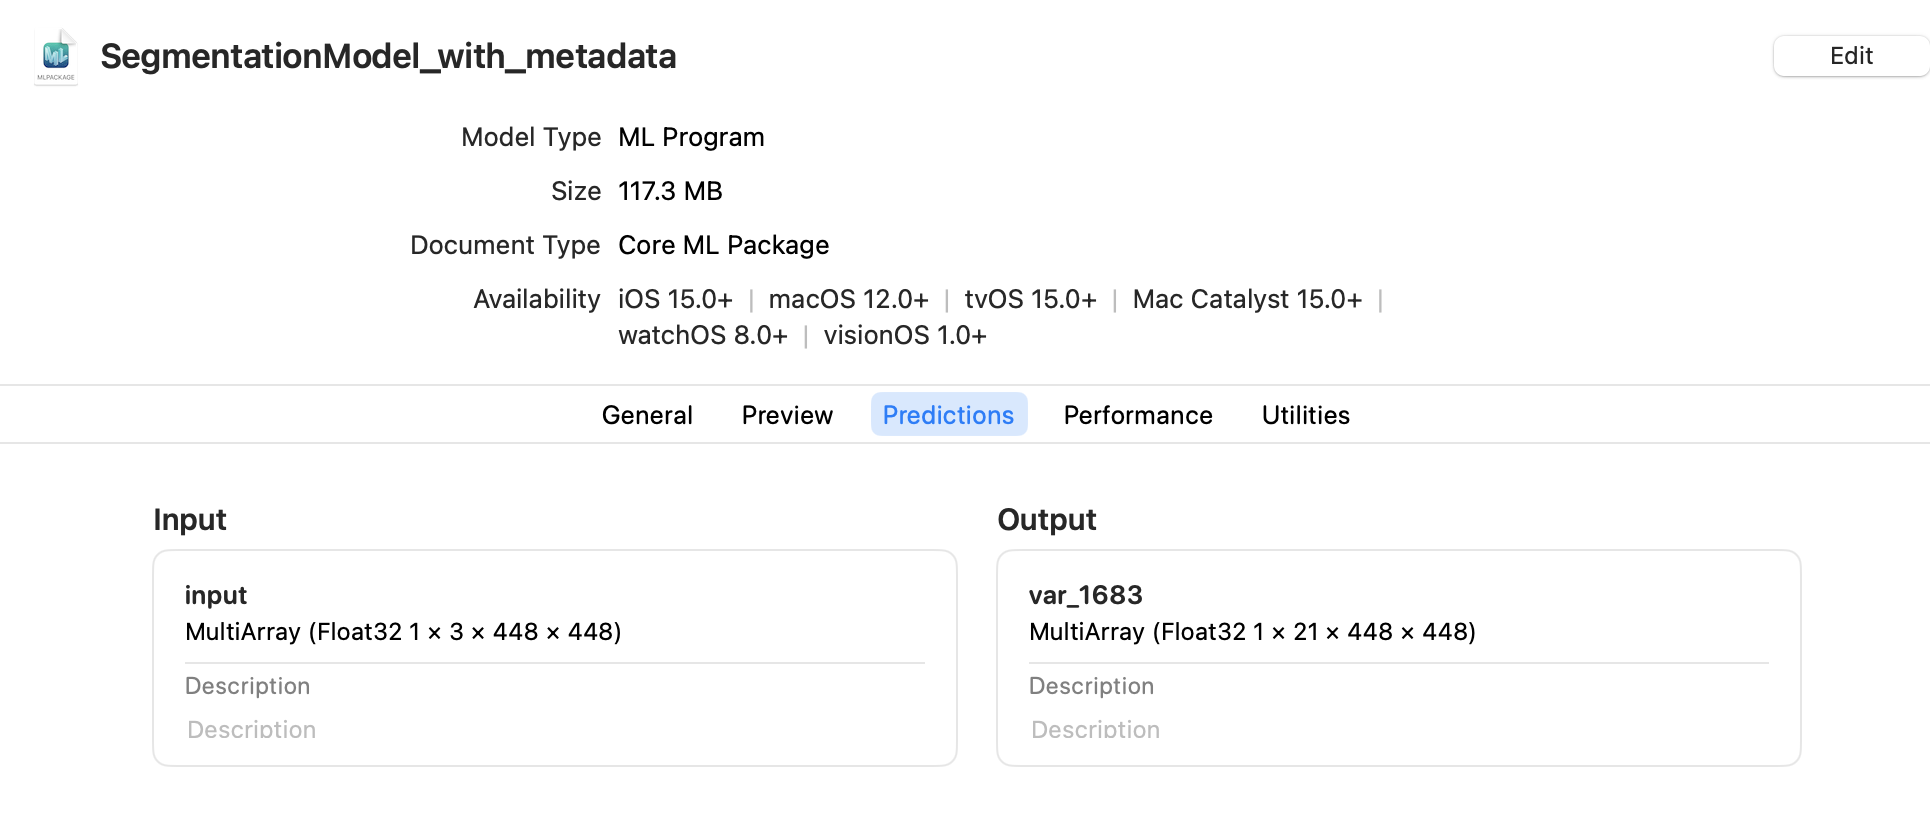 MLPACKAGE
SegmentationModel_with_metadata
Edit
Model Type ML Program
Size 117.3 MB
Document Type Core ML Package
Availability iOS 15.0+ | macOS 12.0+ | tvOS 15.0+ | Mac Catalyst 15.0+ |
watchOS 8.0+ | visionOS 1.0+
General Preview Predictions Performance Utilities
Input
input
MultiArray (Float32 1 × 3 × 448 × 448)
Description
Description
Output
var_1683
MultiArray (Float32 1 × 21 × 448 × 448)
Description
Description